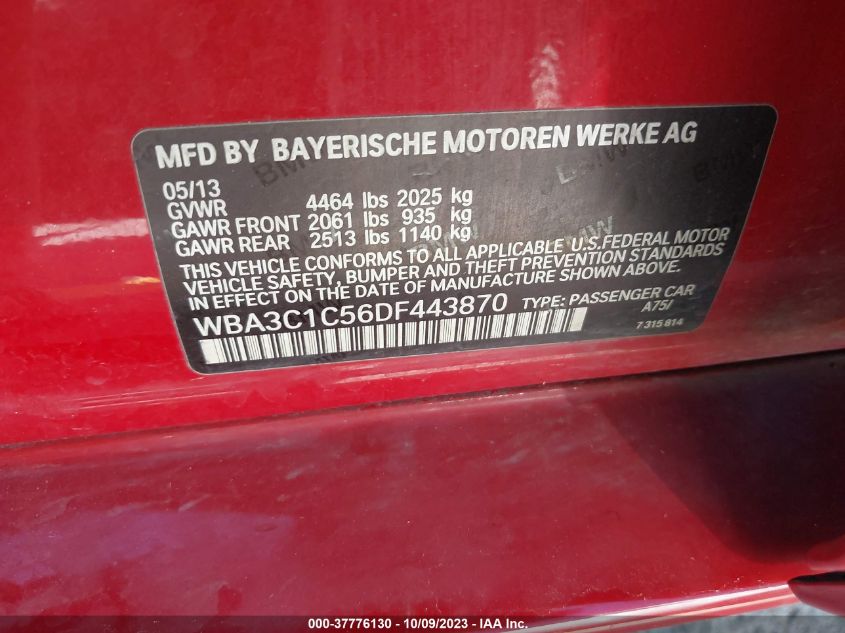 MFD BY BAYERISCHE MOTOREN WERKE AG
05/13
GVWR 4464 lbs 2025 kg
GAWR FRONT 2061 lbs 935 kg
GAWR REAR 2513 lbs 1140 kg
THIS VEHICLE CONFORMS TO ALL APPLICABLE U.S.FEDERAL MOTOR
VEHICLE SAFETY, BUMPER AND THEFT PREVENTION STANDARDS
IN EFFECT ON THE DATE OF MANUFACTURE SHOWN ABOVE.
WBA3C1C56DF443870 TYPE: PASSENGER CAR
A75/
7 315 814
000-37776130 - 10/09/2023 - IAA Inc.